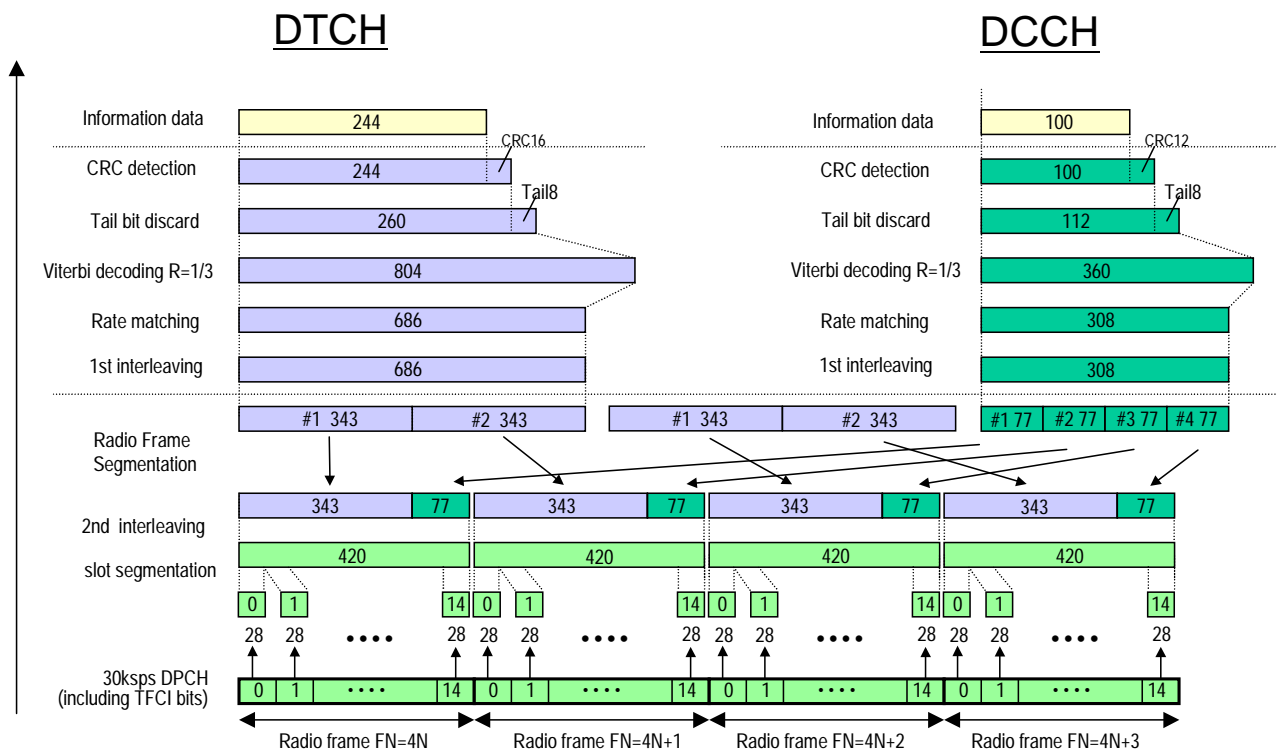 DTCH DCCH
Information data 244 Information data 100
CRC16 CRC12
CRC detection 244 CRC detection 100
Tail8 Tail8
Tail bit discard 260 Tail bit discard 112
Viterbi decoding R=1/3 804 Viterbi decoding R=1/3 360
Rate matching 686 Rate matching 308
1st interleaving 686 1st interleaving 308
#1 343 #2 343 #1 343 #2 343 #1 77 #2 77 #3 77 #4 77
Radio Frame
Segmentation
343 77 343 77 343 77 343 77
2nd interleaving
420 420 420 420
slot segmentation
0 1 14 0 1 14 0 1 14 0 1 14
28 28 •••• 28 28 28 •••• 28 28 28 •••• 28 28 28 •••• 28
30ksps DPCH
(including TFCI bits)
0 1 •••• 14 0 1 •••• 14 0 1 •••• 14 0 1 •••• 14
Radio frame FN=4N Radio frame FN=4N+1 Radio frame FN=4N+2 Radio frame FN=4N+3